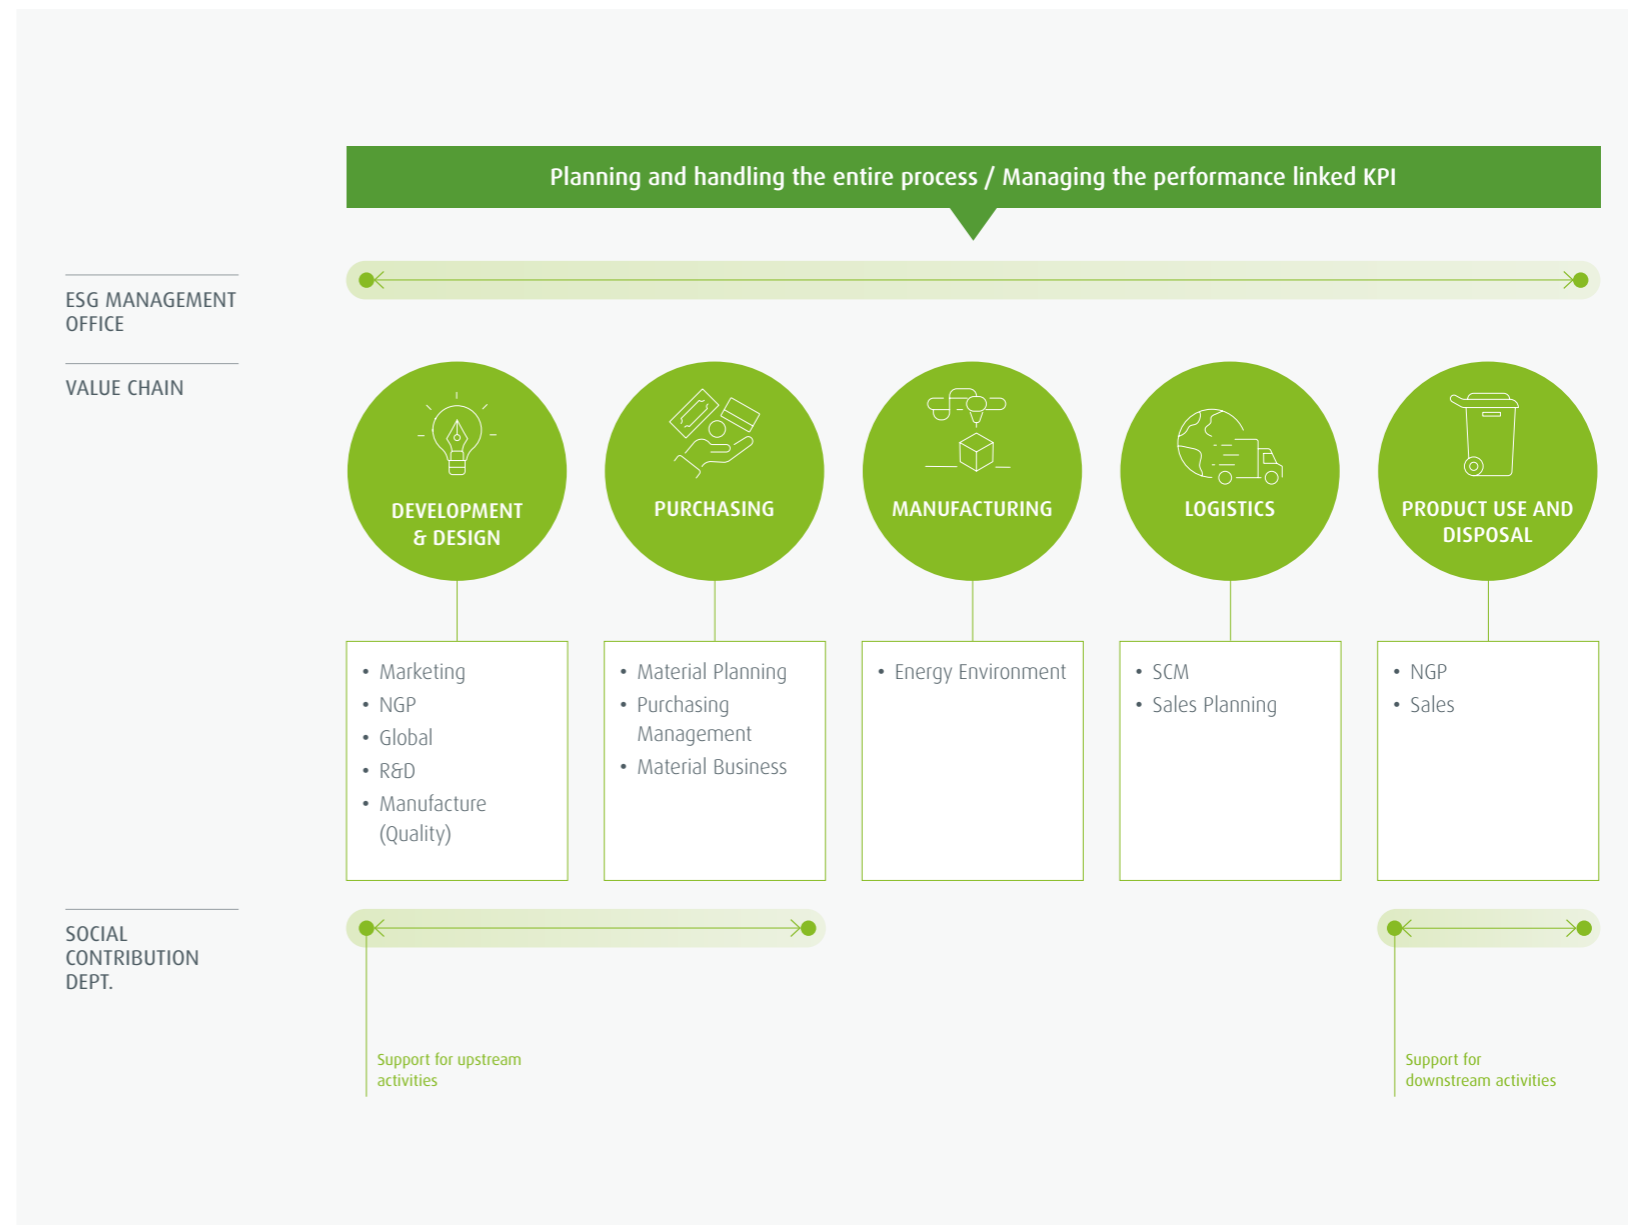 Planning and handling the entire process / Managing the performance linked KPI
ESG MANAGEMENT
OFFICE
VALUE CHAIN
DEVELOPMENT
& DESIGN
PURCHASING
MANUFACTURING
LOGISTICS
PRODUCT USE AND
DISPOSAL
• Marketing
• NGP
• Global
• R&D
• Manufacture
(Quality)
• Material Planning
• Purchasing
Management
• Material Business
• Energy Environment
• SCM
• Sales Planning
• NGP
• Sales
SOCIAL
CONTRIBUTION
DEPT.
Support for upstream
activities
Support for
downstream activities